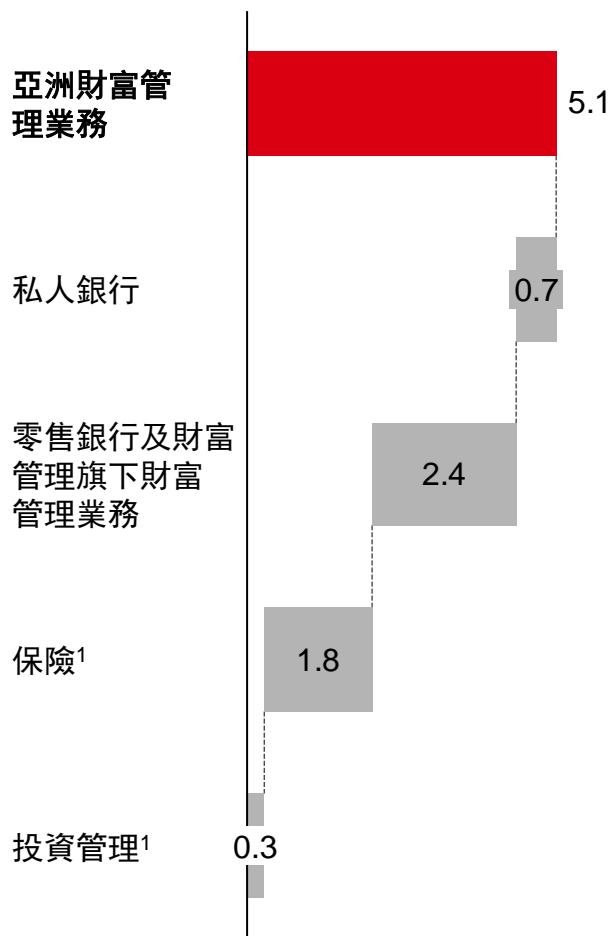 亞洲財富管
理業務
5.1
私人銀行
0.7
零售銀行及財富
管理旗下財富
管理業務
2.4
保險¹
1.8
投資管理¹
0.3